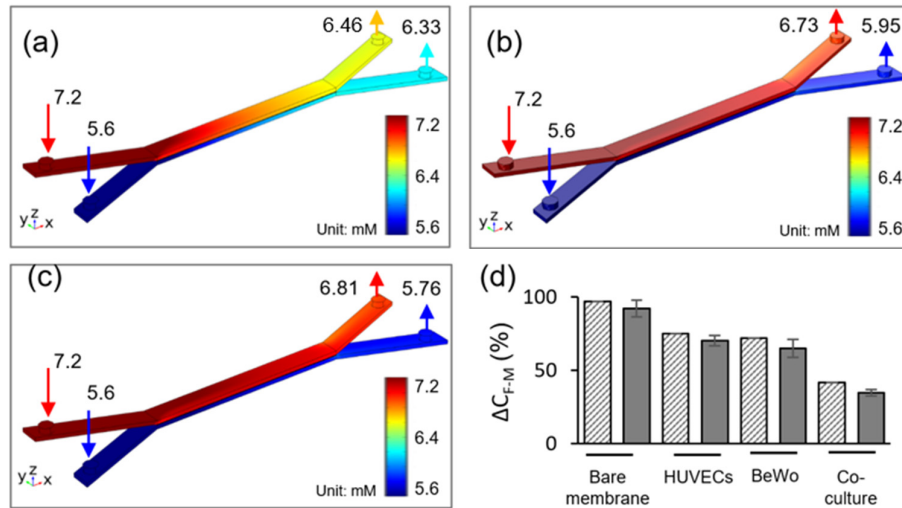 (a)
6.46
6.33
7.2
5.6
7.2
6.4
5.6
Unit: mM
y z x
(b)
6.73
5.95
7.2
5.6
7.2
6.4
5.6
Unit: mM
y z x
(c)
6.81
5.76
7.2
5.6
7.2
6.4
5.6
Unit: mM
y z x
(d)
100
50
0
ΔC_F-M (%)
Bare
membrane
HUVECs
BeWo
Co-
culture